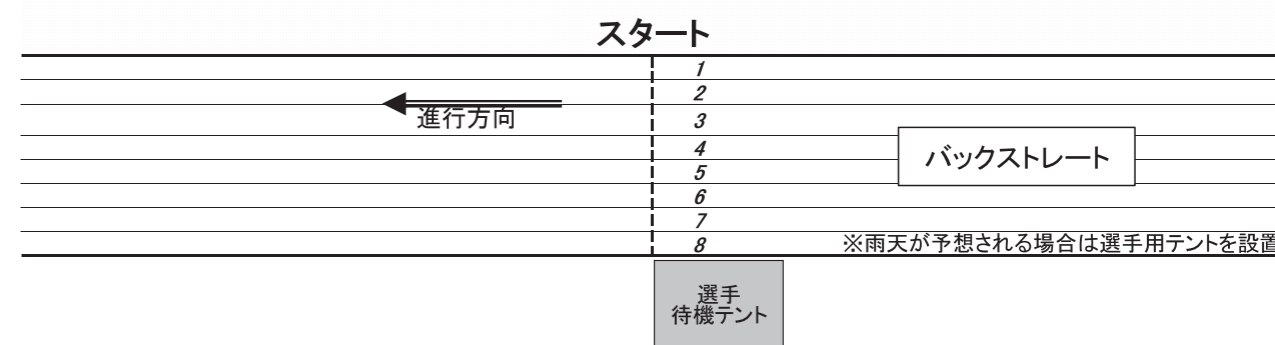 スタート
1
2
進行方向
3
4
バックストレート
5
6
7
8
※雨天が予想される場合は選手用テントを設置
選手
待機テント